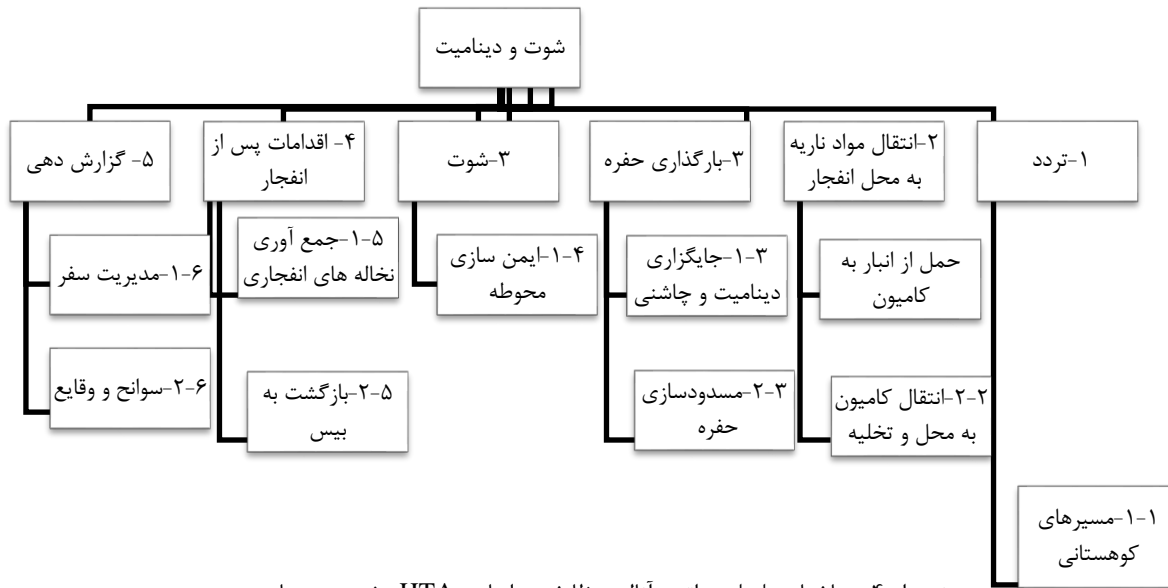 شوت و دینامیت
۱-تردد
۲-انتقال مواد ناریه
به محل انفجار
۳-بارگذاری حفره
۳-شوت
۴- اقدامات پس از
انفجار
۵- گزارش دهی
حمل از انبار به
کامیون
۱-۳-جایگزاری
دینامیت و چاشنی
۱-۴-ایمن سازی
محوطه
۱-۵-جمع آوری
نخاله های انفجاری
۱-۶-مدیریت سفر
۲-۲-انتقال کامیون
به محل و تخلیه
۲-۳-مسدودسازی
حفره
۲-۵-بازگشت به
بیس
۲-۶-سوانح و وقایع
۱-۱-مسیرهای
کوهستانی
HTA